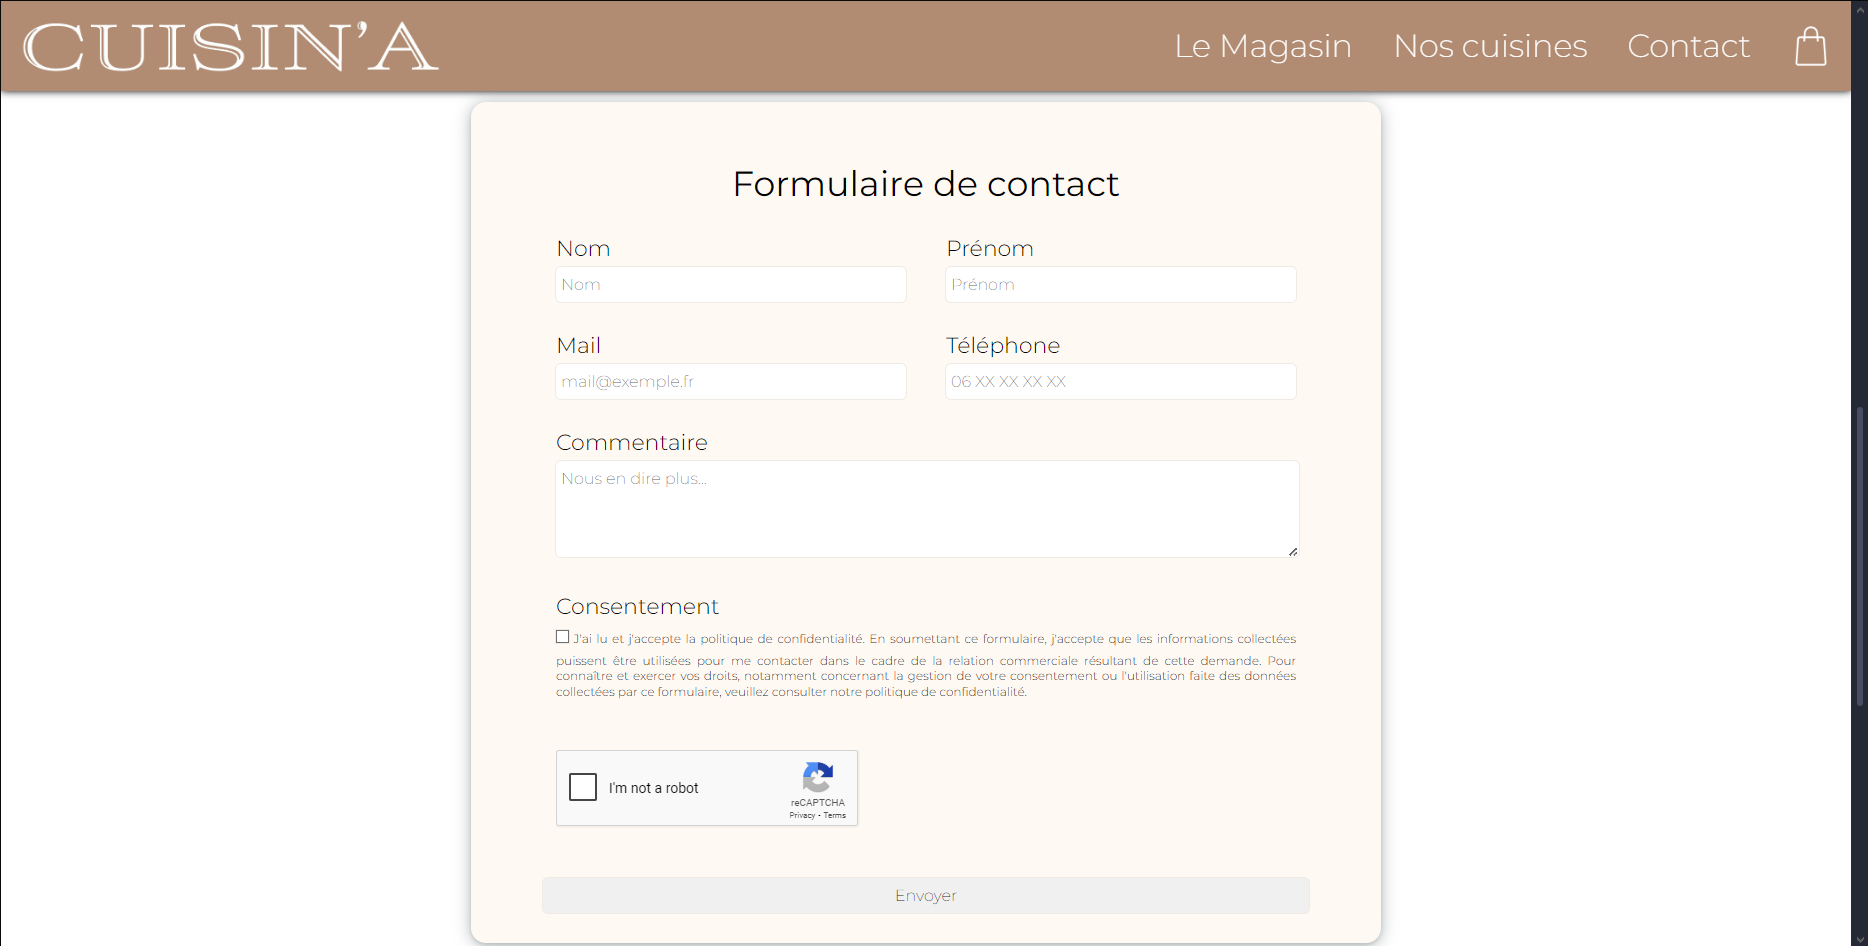 CUISIN'A
Le Magasin Nos cuisines Contact
Formulaire de contact
Nom Prénom
Nom Prénom
Mail Téléphone
mail@exemple.fr 06 XX XX XX XX
Commentaire
Nous en dire plus...
Consentement
J'ai lu et j'accepte la politique de confidentialité. En soumettant ce formulaire, j'accepte que les informations collectées
puissent être utilisées pour me contacter dans le cadre de la relation commerciale résultant de cette demande. Pour
connaître et exercer vos droits, notamment concernant la gestion de votre consentement ou l'utilisation faite des données
collectées par ce formulaire, veuillez consulter notre politique de confidentialité.
I'm not a robot
reCAPTCHA
Privacy - Terms
Envoyer